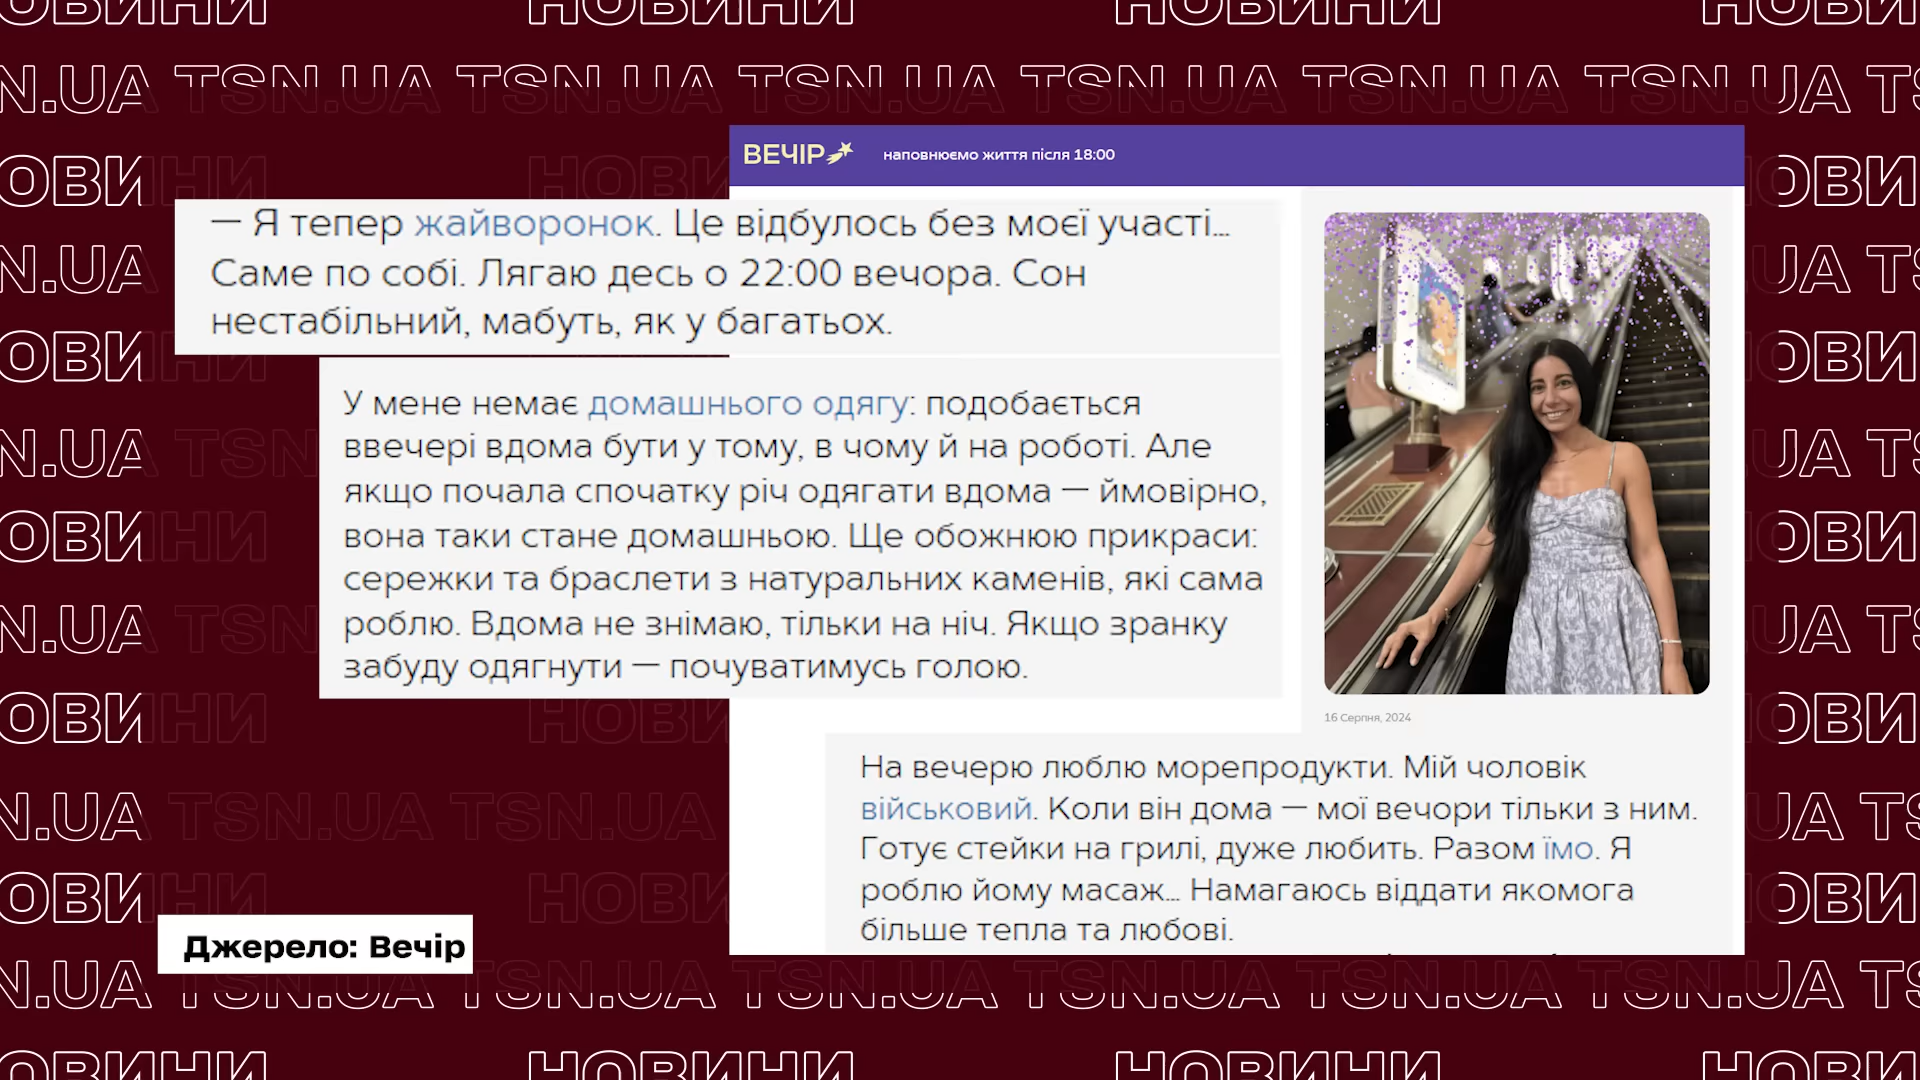 НОВИНИ НОВИНИ НОВИНИ НОВИ
N.UA TSN.UA TSN.UA TSN.UA TSN.UA TSN.UA TSN.UA TS
ВЕЧІР наповнюємо життя після 18:00
— Я тепер жайворонок. Це відбулось без моєї участі...
Саме по собі. Лягаю десь о 22:00 вечора. Сон
нестабільний, мабуть, як у багатьох.
У мене немає домашнього одягу: подобається
ввечері вдома бути у тому, в чому й на роботі. Але
якщо почала спочатку річ одягати вдома — ймовірно,
вона таки стане домашньою. Ще обожнюю прикраси:
сережки та браслети з натуральних каменів, які сама
роблю. Вдома не знімаю, тільки на ніч. Якщо зранку
забуду одягнути — почуватимусь голою.
16 Серпня, 2024
На вечерю люблю морепродукти. Мій чоловік
військовий. Коли він дома — мої вечори тільки з ним.
Готує стейки на грилі, дуже любить. Разом їмо. Я
роблю йому масаж... Намагаюсь віддати якомога
більше тепла та любові.
Джерело: Вечір
N.UA TSN.UA TSN.UA TSN.UA TSN.UA TSN.UA TSN.UA TS
НОВИНИ НОВИНИ НОВИНИ НОВИ